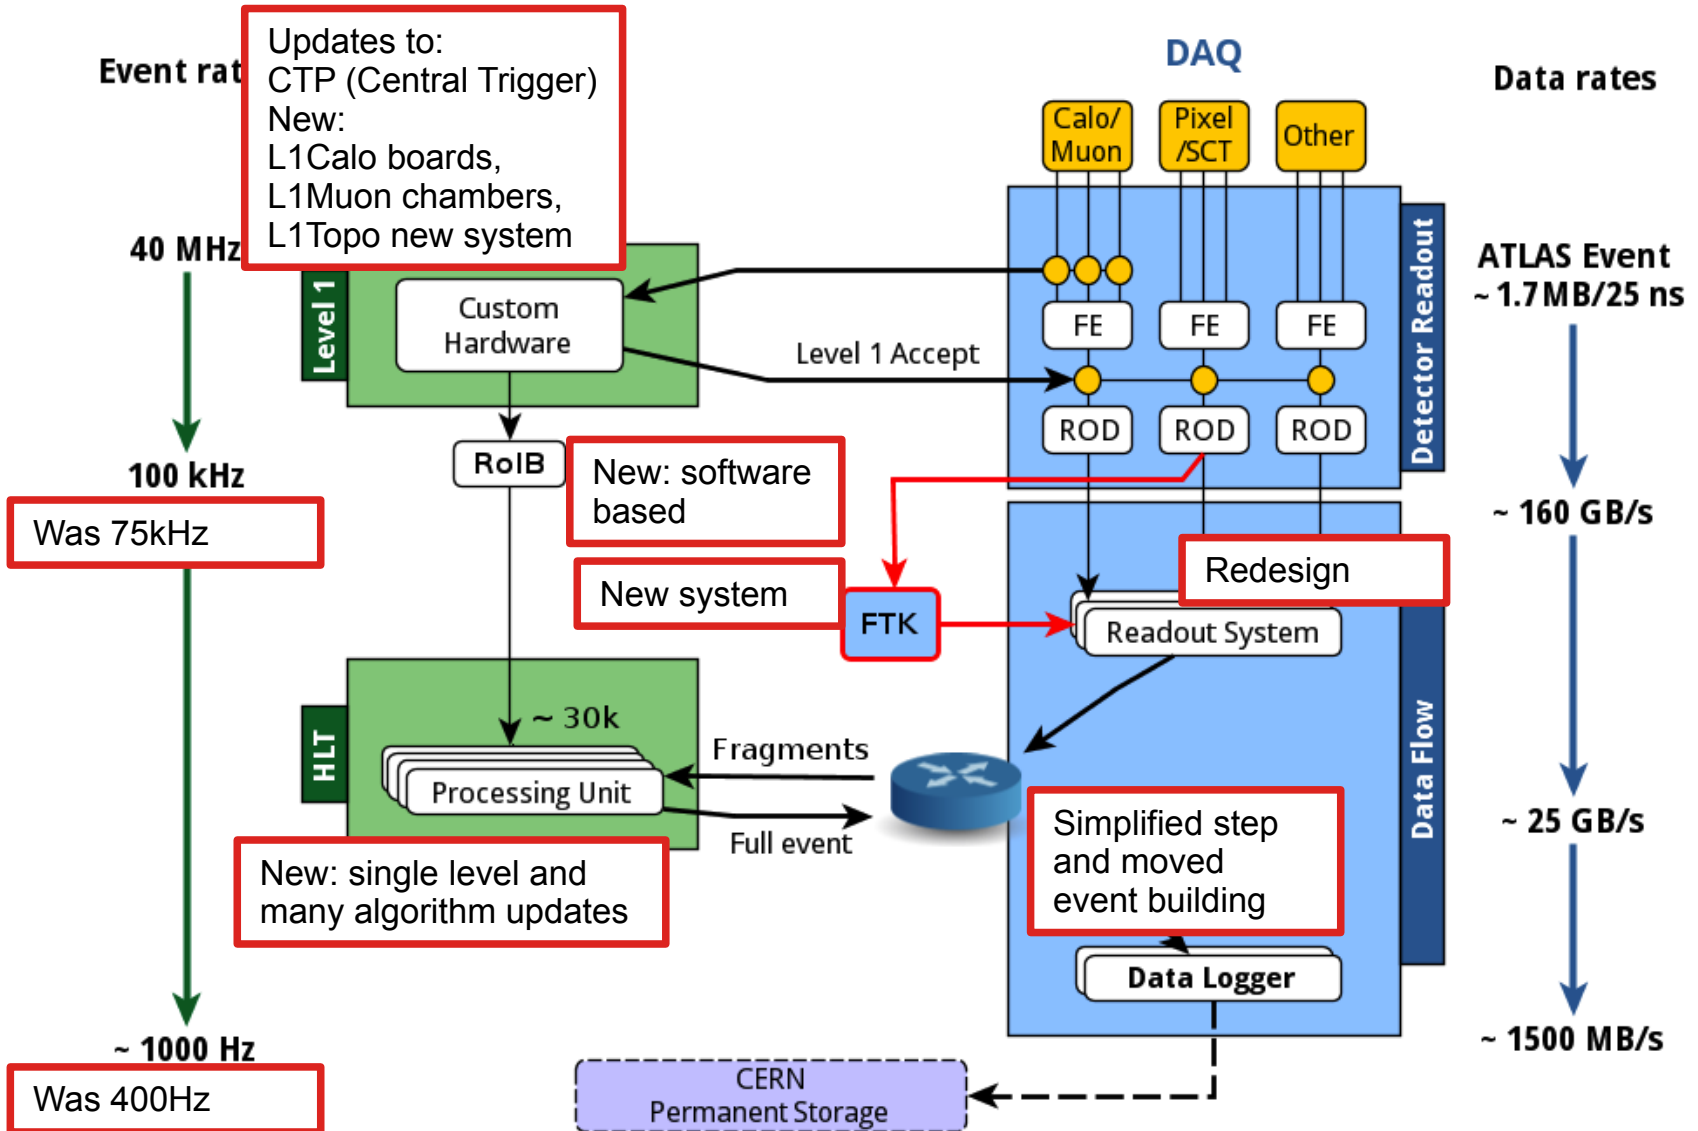 Updates to:
CTP (Central Trigger)
New:
L1Calo boards,
L1Muon chambers,
L1Topo new system
Event rat
DAQ
Data rates
Calo/
Muon
Pixel
/SCT
Other
40 MHz
Level 1
Custom
Hardware
Level 1 Accept
FE
FE
FE
ROD
ROD
ROD
Detector Readout
ATLAS Event
~ 1.7MB/25 ns
RoIB
New: software
based
100 kHz
Was 75kHz
~ 160 GB/s
New system
FTK
Redesign
Readout System
HLT
~ 30k
Processing Unit
Fragments
Full event
Data Flow
~ 25 GB/s
New: single level and
many algorithm updates
Simplified step
and moved
event building
Data Logger
~ 1000 Hz
Was 400Hz
~ 1500 MB/s
CERN
Permanent Storage